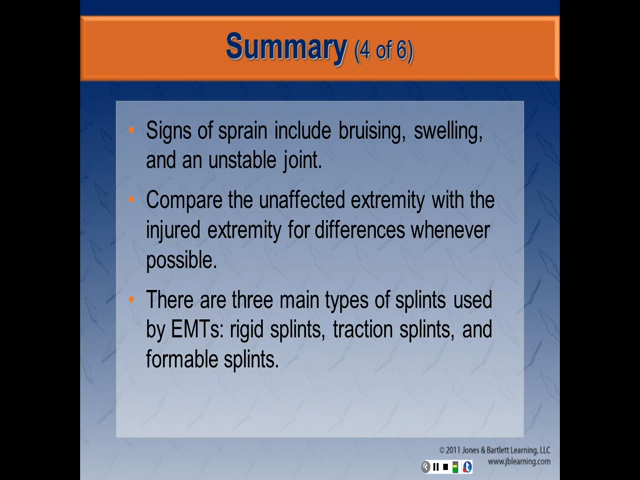 Summary (4 of 6)
• Signs of sprain include bruising, swelling,
and an unstable joint.
• Compare the unaffected extremity with the
injured extremity for differences whenever
possible.
• There are three main types of splints used
by EMTs: rigid splints, traction splints, and
formable splints.
© 2011 Jones & Bartlett Learning, LLC
www.jblearning.com